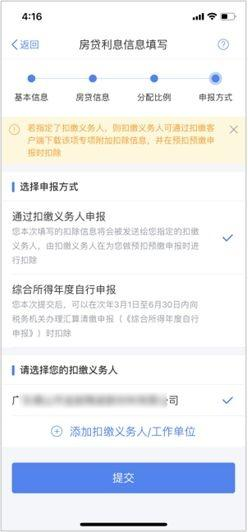 4:16
返回
房贷利息信息填写
基本信息
房贷信息
分配比例
申报方式
若指定了扣缴义务人，则扣缴义务人可通过扣缴客
户端下载该项专项附加扣除信息，并在预扣预缴申
报时扣除
选择申报方式
通过扣缴义务人申报
您本次填写的扣除信息将会被发送给您指定的扣缴
义务人，由扣缴义务人在为您做预扣预缴申报时进
行扣除
综合所得年度自行申报
您本次提交后，可以在次年3月1日至6月30日内向
税务机关办理汇算清缴申报（《综合所得年度自行
申报》）时扣除
请选择您的扣缴义务人
广 公司
添加扣缴义务人/工作单位
提交